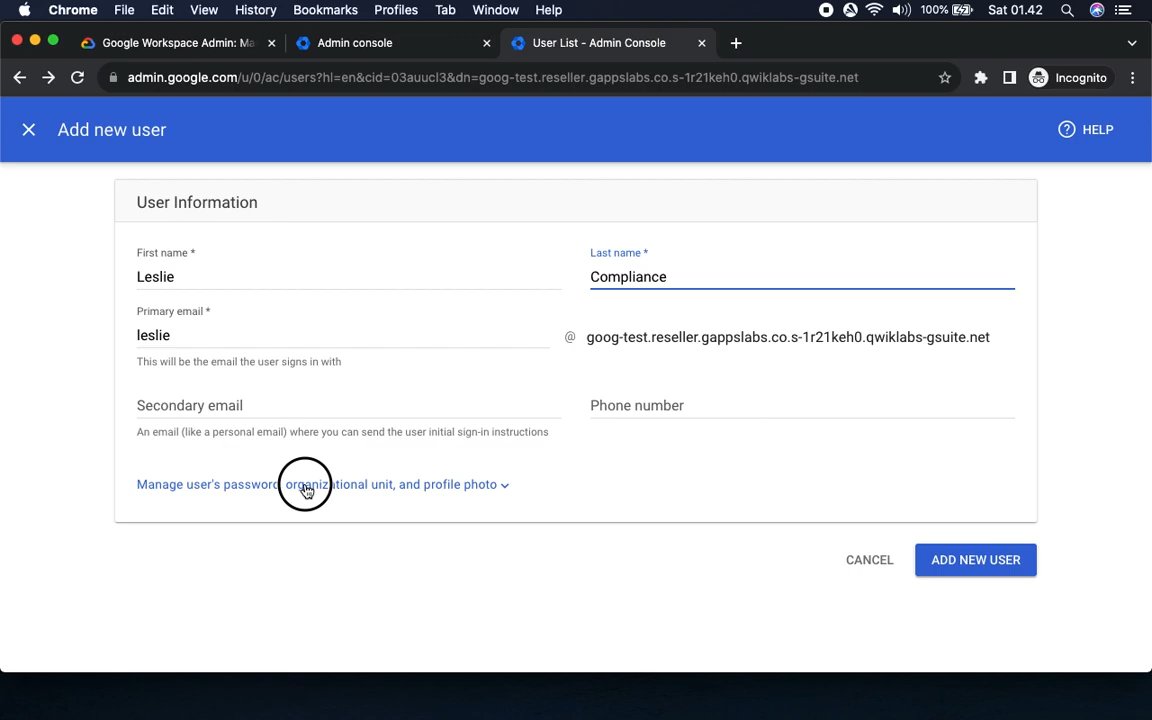 Chrome File Edit View History Bookmarks Profiles Tab Window Help 100% Sat 01.42
Google Workspace Admin: Ma Admin console User List - Admin Console
admin.google.com/u/0/ac/users?hl=en&cid=03auucl3&dn=goog-test.reseller.gappslabs.co.s-1r21keh0.qwiklabs-gsuite.net Incognito
Add new user HELP
User Information
First name * Last name *
Leslie Compliance
Primary email *
leslie @ goog-test.reseller.gappslabs.co.s-1r21keh0.qwiklabs-gsuite.net
This will be the email the user signs in with
Secondary email Phone number
An email (like a personal email) where you can send the user initial sign-in instructions
Manage user's password, organizational unit, and profile photo
CANCEL ADD NEW USER